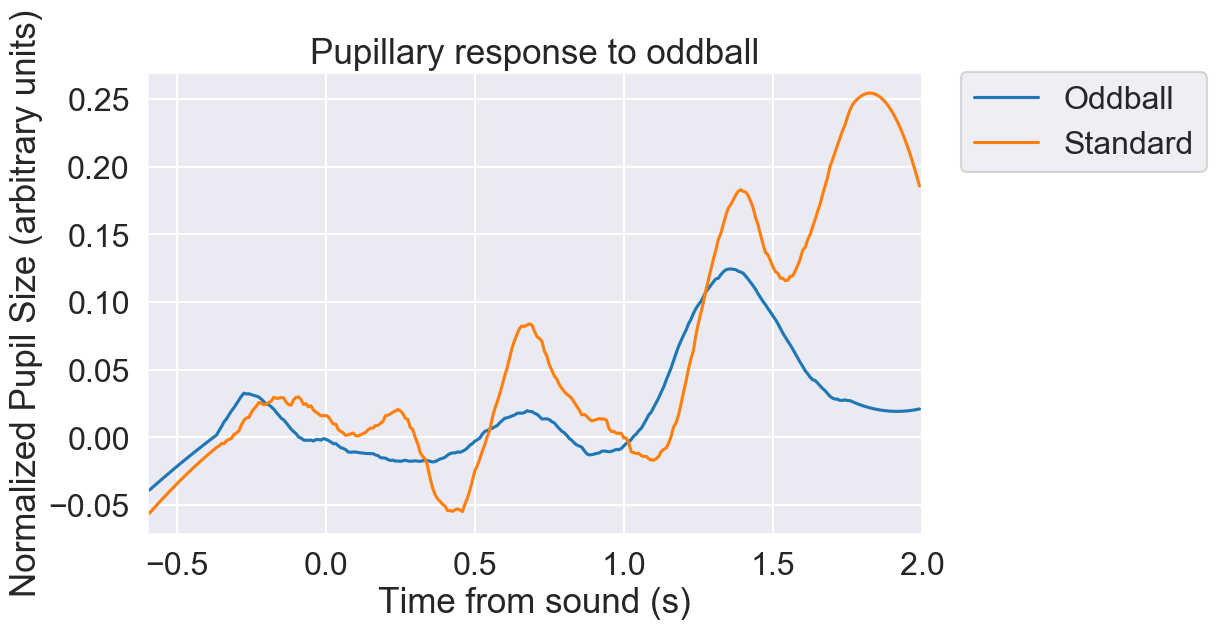 Pupillary response to oddball
Normalized Pupil Size (arbitrary units)
0.25
0.20
0.15
0.10
0.05
0.00
−0.05
−0.5
0.0
0.5
1.0
1.5
2.0
Time from sound (s)
Oddball
Standard